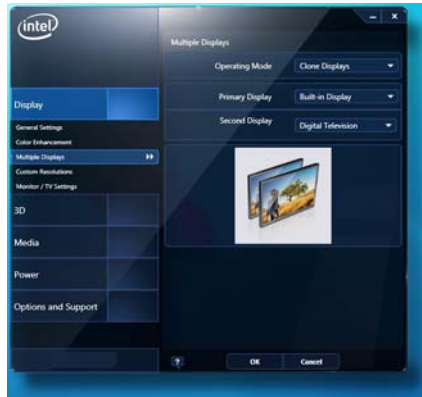 intel
Multiple Displays
Operating Mode Clone Displays
Primary Display Built-in Display
Second Display Digital Television
Display
General Settings
Color Enhancement
Multiple Displays
Custom Resolutions
Monitor / TV Settings
3D
Media
Power
Options and Support
? OK Cancel